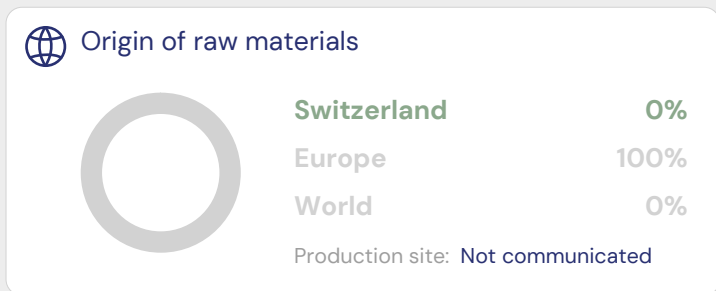 Origin of raw materials
Switzerland 0%
Europe 100%
World 0%
Production site: Not communicated